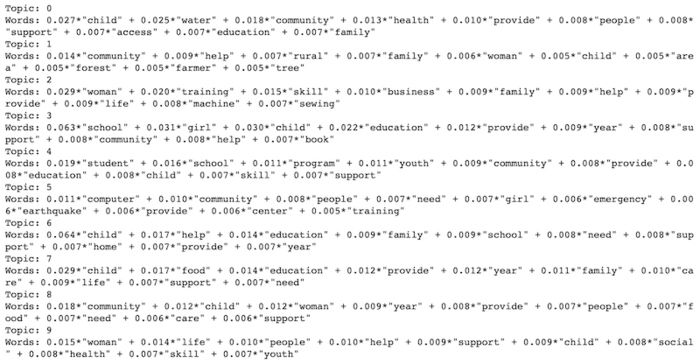 Topic: 0
Words: 0.027*"child" + 0.025*"water" + 0.018*"community" + 0.013*"health" + 0.010*"provide" + 0.008*"people" + 0.008*
"support" + 0.007*"access" + 0.007*"education" + 0.007*"family"
Topic: 1
Words: 0.014*"community" + 0.009*"help" + 0.007*"rural" + 0.007*"family" + 0.006*"woman" + 0.005*"child" + 0.005*"are
a" + 0.005*"forest" + 0.005*"farmer" + 0.005*"tree"
Topic: 2
Words: 0.029*"woman" + 0.020*"training" + 0.015*"skill" + 0.010*"business" + 0.009*"family" + 0.009*"help" + 0.009*"p
rovide" + 0.009*"life" + 0.008*"machine" + 0.007*"sewing"
Topic: 3
Words: 0.063*"school" + 0.031*"girl" + 0.030*"child" + 0.022*"education" + 0.012*"provide" + 0.009*"year" + 0.008*"su
pport" + 0.008*"community" + 0.008*"help" + 0.007*"book"
Topic: 4
Words: 0.019*"student" + 0.016*"school" + 0.011*"program" + 0.011*"youth" + 0.009*"community" + 0.008*"provide" + 0.0
08*"education" + 0.008*"child" + 0.007*"skill" + 0.007*"support"
Topic: 5
Words: 0.011*"computer" + 0.010*"community" + 0.008*"people" + 0.007*"need" + 0.007*"girl" + 0.006*"emergency" + 0.00
6*"earthquake" + 0.006*"provide" + 0.006*"center" + 0.005*"training"
Topic: 6
Words: 0.064*"child" + 0.017*"help" + 0.014*"education" + 0.009*"family" + 0.009*"school" + 0.008*"need" + 0.008*"sup
port" + 0.007*"home" + 0.007*"provide" + 0.007*"year"
Topic: 7
Words: 0.029*"child" + 0.017*"food" + 0.014*"education" + 0.012*"provide" + 0.012*"year" + 0.011*"family" + 0.010*"ca
re" + 0.009*"life" + 0.007*"support" + 0.007*"need"
Topic: 8
Words: 0.018*"community" + 0.012*"child" + 0.012*"woman" + 0.009*"year" + 0.008*"provide" + 0.007*"people" + 0.007*"f
ood" + 0.007*"need" + 0.006*"care" + 0.006*"support"
Topic: 9
Words: 0.015*"woman" + 0.014*"life" + 0.010*"people" + 0.010*"help" + 0.009*"support" + 0.009*"child" + 0.008*"social
" + 0.008*"health" + 0.007*"skill" + 0.007*"youth"